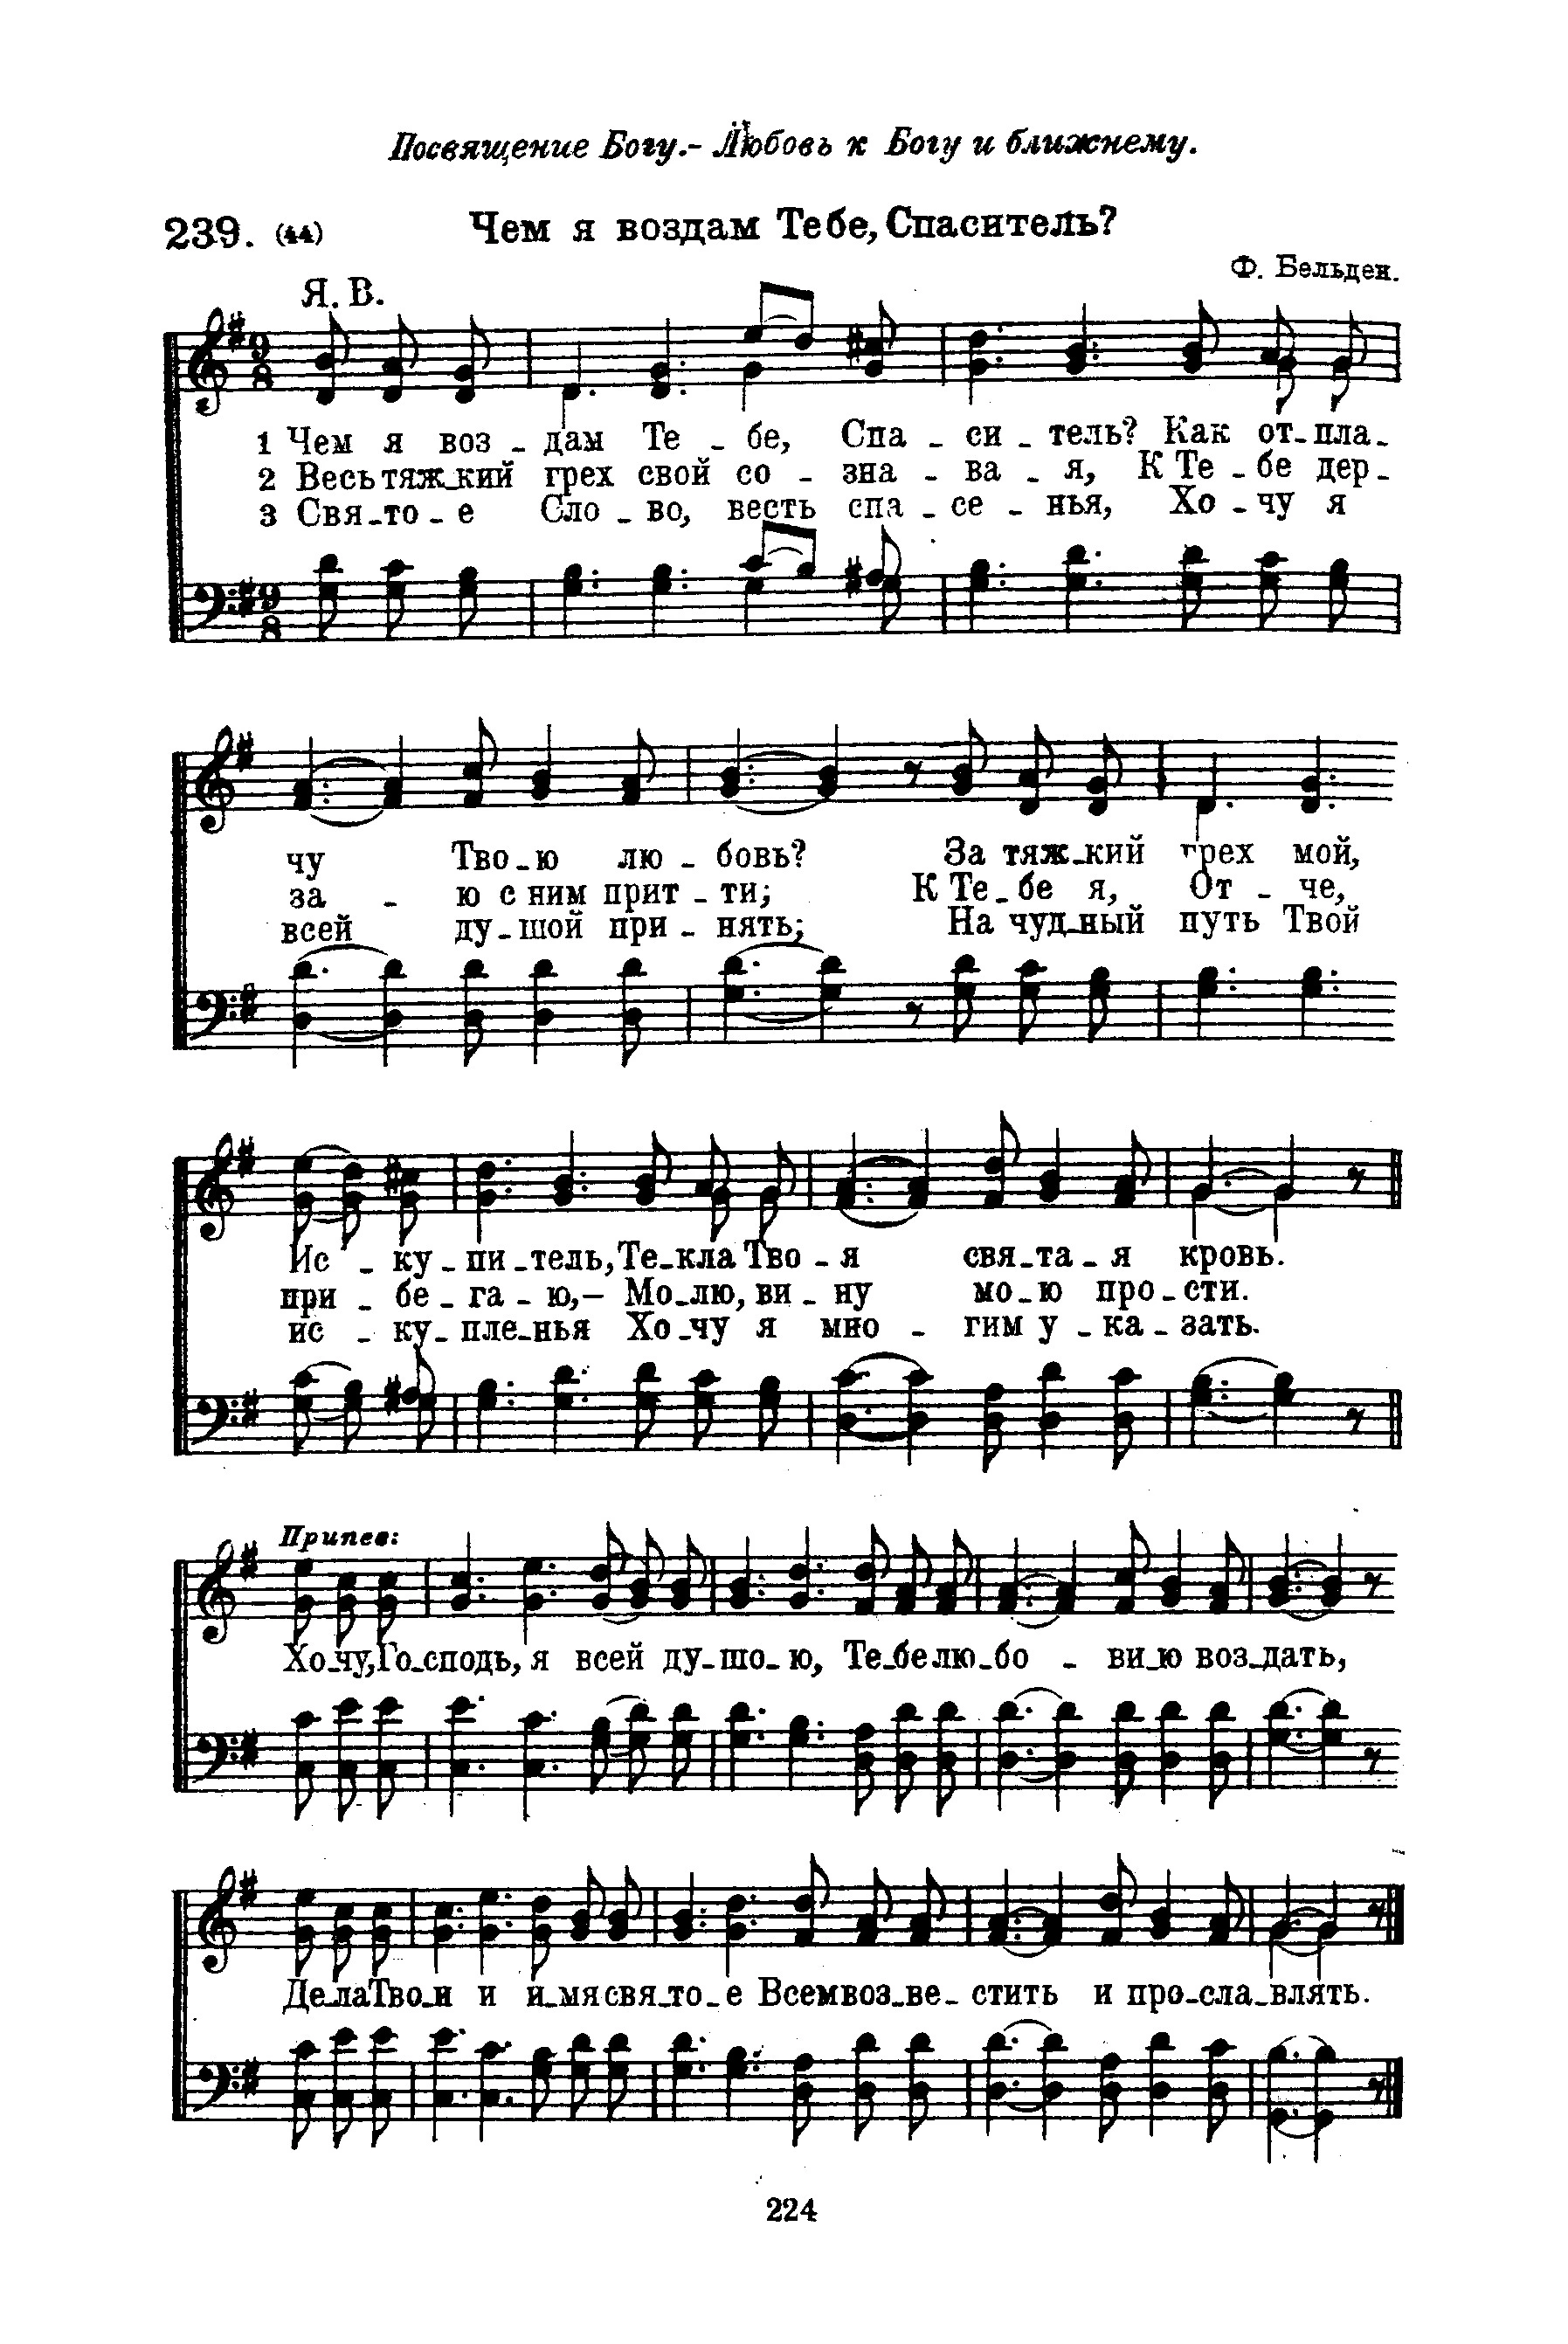 Посвящение Богу.- Любовь к Богу и ближнему.
239. (44) Чем я воздам Тебе, Спаситель?
Ф. Бельден.
Я. В.
9 8
1 Чем я воз - дам Те - бе, Спа - си - тель? Как от - пла -
2 Весь тяж - кий грех свой со - зна - ва - я, К Те - бе дер -
3 Свя - то - е Сло - во, весть спа - се - нья, Хо - чу я
9 8
чу Тво - ю лю - бовь? За тяж - кий грех мой,
за - ю с ним прит - ти; К Те - бе я, От - че,
всей ду - шой при - нять; На чуд - ный путь Твой
Ис - ку - пи - тель, Те - кла Тво - я свя - та - я кровь.
при - бе - га - ю,— Мо - лю, ви - ну мо - ю про - сти.
ис - ку - пле - нья Хо - чу я мно - гим у - ка - зать.
Припев:
Хо - чу, Го - сподь, я всей ду - шо - ю, Те - бе лю - бо - ви - ю воз - дать,
Де - ла Тво - и и и - мя свя - то - е Всем воз - ве - стить и про - сла - влять.
224